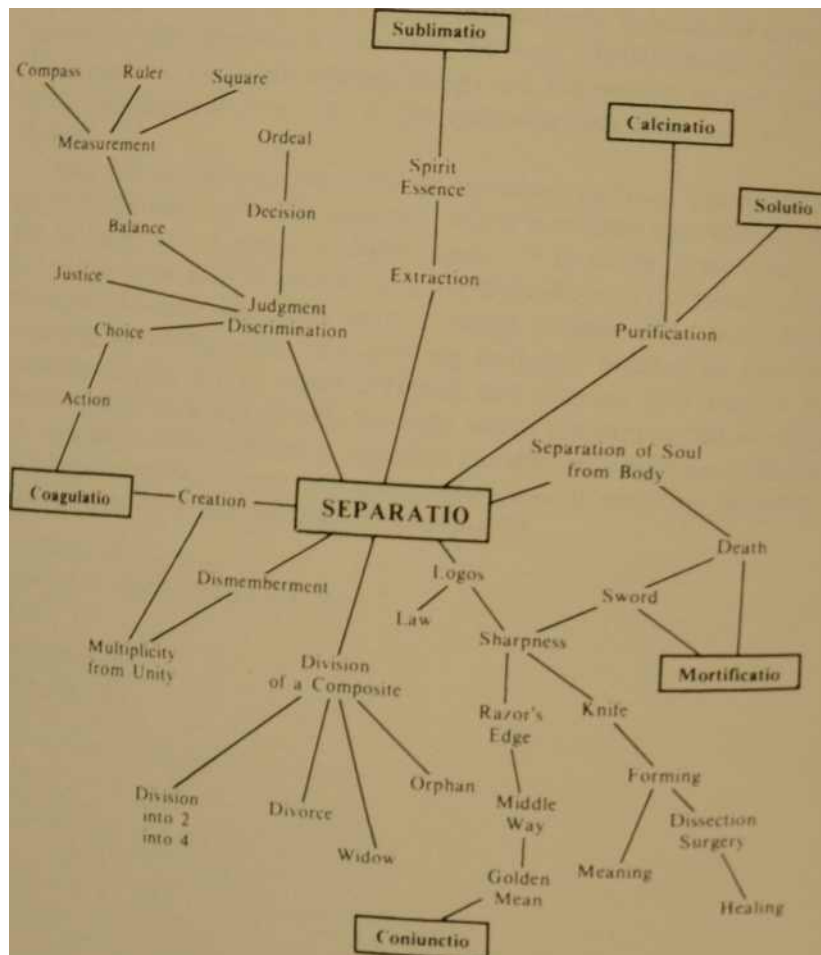 Sublimatio
Compass
Ruler
Square
Calcinatio
Measurement
Ordeal
Spirit
Essence
Decision
Solutio
Balance
Justice
Extraction
Judgment
Discrimination
Choice
Purification
Action
Separation of Soul
from Body
Coagulatio
Creation
SEPARATIO
Death
Dismemberment
Logos
Sword
Law
Sharpness
Multiplicity
from Unity
Division
of a Composite
Mortificatio
Razor's
Edge
Knife
Orphan
Forming
Division
into 2
into 4
Divorce
Middle
Way
Dissection
Surgery
Widow
Golden
Mean
Meaning
Healing
Coniunctio